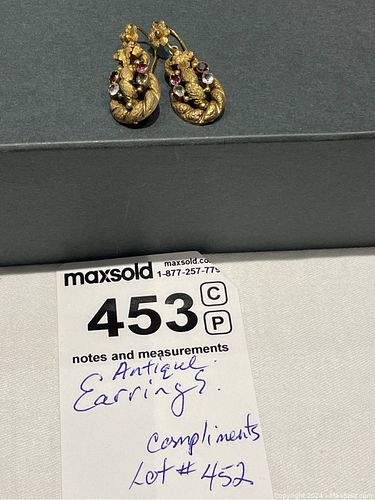 maxsold maxsold.co
1-877-257-77
453 C
P
notes and measurements
Antique
Earrings.
Compliments
Lot # 452
Copyright 2024 - MaxSold.com